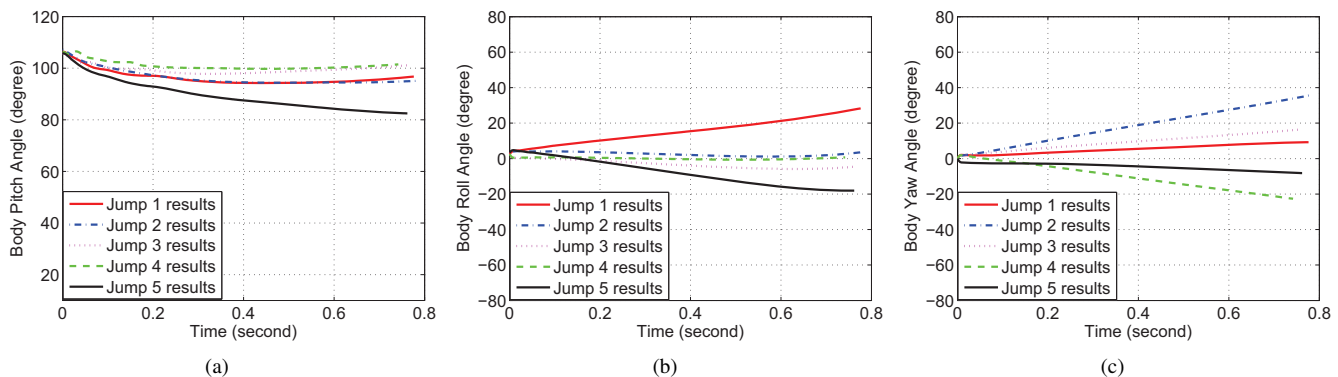 120
100
80
60
40
20
Body Pitch Angle (degree)
Jump 1 results
Jump 2 results
Jump 3 results
Jump 4 results
Jump 5 results
0
0.2
0.4
0.6
0.8
Time (second)
(a)
80
60
40
20
0
−20
−40
−60
−80
Body Roll Angle (degree)
Jump 1 results
Jump 2 results
Jump 3 results
Jump 4 results
Jump 5 results
0
0.2
0.4
0.6
0.8
Time (second)
(b)
80
60
40
20
0
−20
−40
−60
−80
Body Yaw Angle (degree)
Jump 1 results
Jump 2 results
Jump 3 results
Jump 4 results
Jump 5 results
0
0.2
0.4
0.6
0.8
Time (second)
(c)